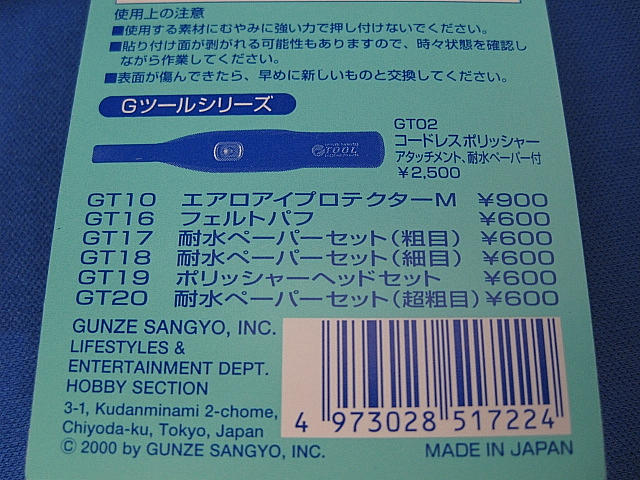 使用上の注意
■使用する素材にむやみに強い力で押し付けないでください。
■貼り付け面が剥がれる可能性もありますので、時々状態を確認し
ながら作業してください。
■表面が傷んできたら、早めに新しいものと交換してください。
Gツールシリーズ
TOOL
GT02
コードレスポリッシャー
アタッチメント、耐水ペーパー付
¥2,500
GT10 エアロアイプロテクターM ¥900
GT16 フェルトパフ ¥600
GT17 耐水ペーパーセット(粗目) ¥600
GT18 耐水ペーパーセット(細目) ¥600
GT19 ポリッシャーヘッドセット ¥600
GT20 耐水ペーパーセット(超粗目) ¥600
GUNZE SANGYO, INC.
LIFESTYLES &
ENTERTAINMENT DEPT.
HOBBY SECTION
3-1, Kudanminami 2-chome,
Chiyoda-ku, Tokyo, Japan
© 2000 by GUNZE SANGYO, INC.
4 973028 517224
MADE IN JAPAN